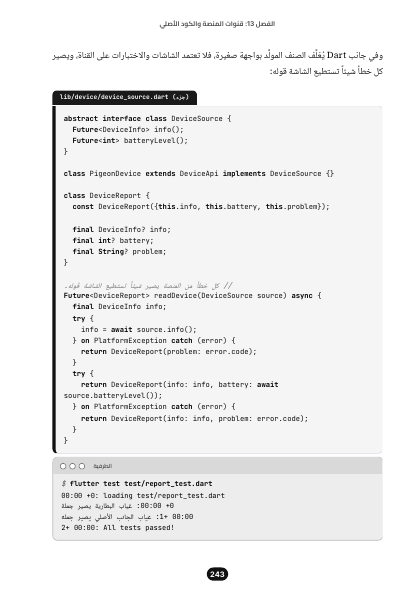 الفصل 13: قنوات المنصة والكود الأصلي
وفي جانب Dart يُغلَّف الصنف المولَّد بواجهة صغيرة، فلا تعتمد الشاشات والاختبارات على القناة، ويصير
كل خطأ شيئاً تستطيع الشاشة قوله:
lib/device/device_source.dart (جزء)
abstract interface class DeviceSource {
  Future<DeviceInfo> info();
  Future<int> batteryLevel();
}
class PigeonDevice extends DeviceApi implements DeviceSource {}
class DeviceReport {
  const DeviceReport({this.info, this.battery, this.problem});
  final DeviceInfo? info;
  final int? battery;
  final String? problem;
}
// كل خطأ من المنصة يصير شيئاً تستطيع الشاشة قوله.
Future<DeviceReport> readDevice(DeviceSource source) async {
  final DeviceInfo info;
  try {
    info = await source.info();
  } on PlatformException catch (error) {
    return DeviceReport(problem: error.code);
  }
  try {
    return DeviceReport(info: info, battery: await
source.batteryLevel());
  } on PlatformException catch (error) {
    return DeviceReport(info: info, problem: error.code);
  }
}
الطرفية
$ flutter test test/report_test.dart
00:00 +0: loading test/report_test.dart
00:00 +0: غياب البطارية يصير جملة
00:00 +1: غياب الجانب الأصلي يصير جملة
00:00 +2: All tests passed!
243